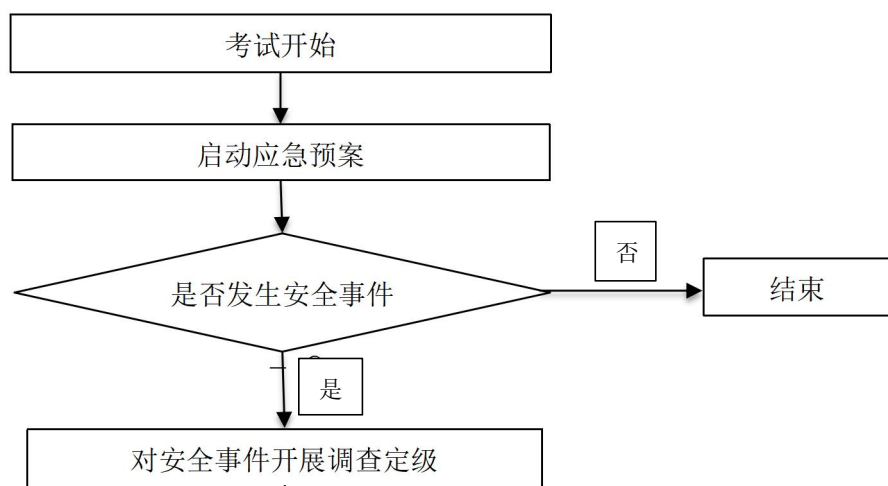 考试开始
启动应急预案
是否发生安全事件
否
结束
是
对安全事件开展调查定级